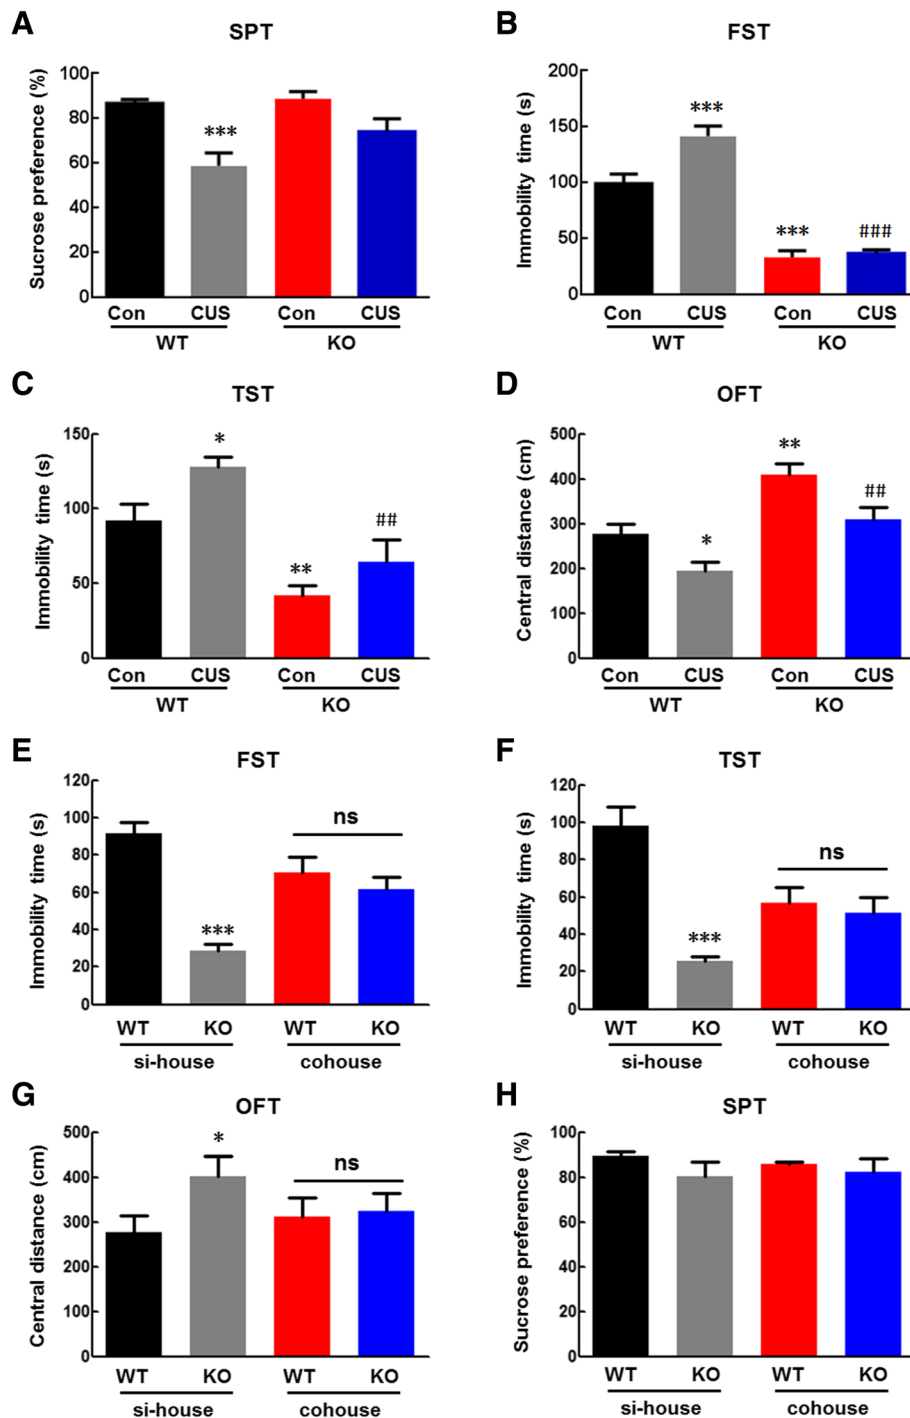 A
SPT
Sucrose preference (%)
100
80
60
40
20
0
***
Con CUS Con CUS
WT KO
B
FST
Immobility time (s)
200
150
100
50
0
*** *** ###
Con CUS Con CUS
WT KO
C
TST
Immobility time (s)
150
100
50
0
* ** ##
Con CUS Con CUS
WT KO
D
OFT
Central distance (cm)
500
400
300
200
100
0
* ** ##
Con CUS Con CUS
WT KO
E
FST
Immobility time (s)
120
100
80
60
40
20
0
*** ns
WT KO WT KO
si-house cohouse
F
TST
Immobility time (s)
120
100
80
60
40
20
0
*** ns
WT KO WT KO
si-house cohouse
G
OFT
Central distance (cm)
500
400
300
200
100
0
* ns
WT KO WT KO
si-house cohouse
H
SPT
Sucrose preference (%)
100
80
60
40
20
0
WT KO WT KO
si-house cohouse